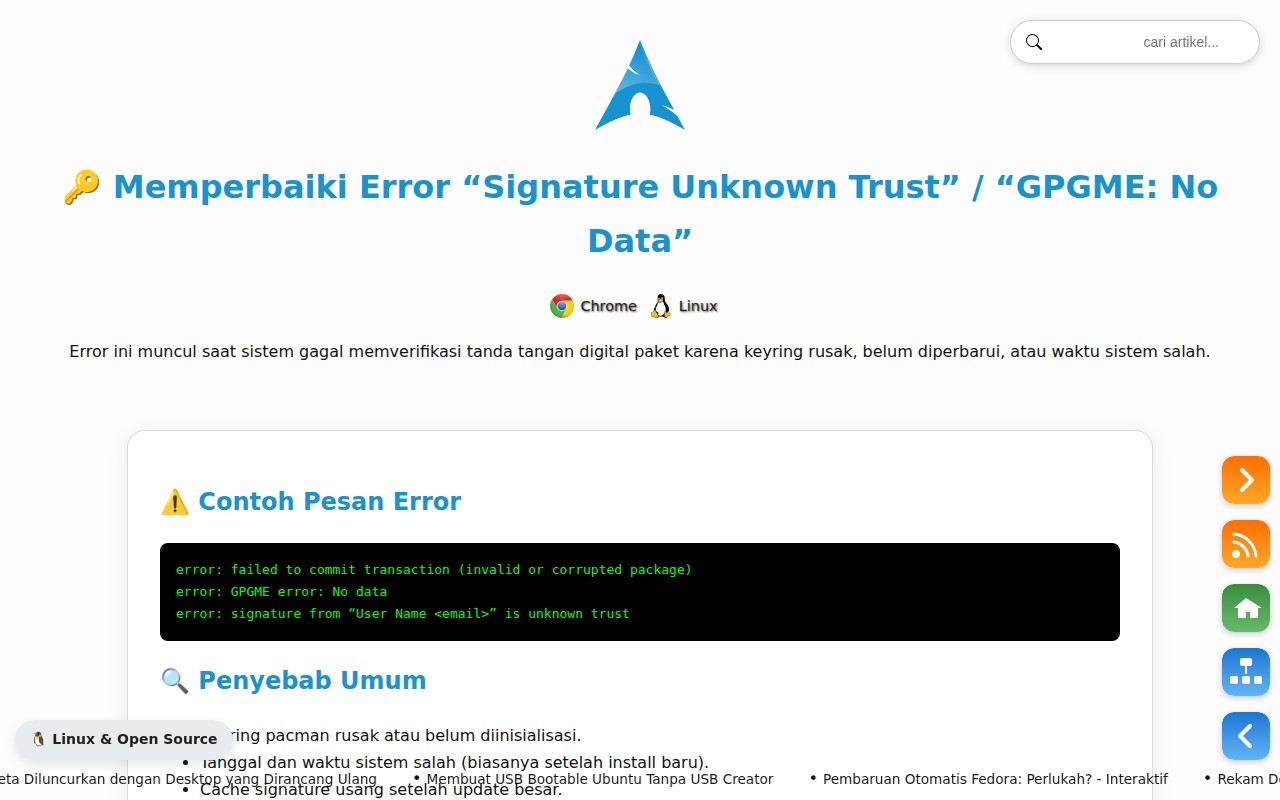 cari artikel...
🔑 Memperbaiki Error “Signature Unknown Trust” / “GPGME: No
Data”
Chrome Linux
Error ini muncul saat sistem gagal memverifikasi tanda tangan digital paket karena keyring rusak, belum diperbarui, atau waktu sistem salah.
⚠️ Contoh Pesan Error
error: failed to commit transaction (invalid or corrupted package)
error: GPGME error: No data
error: signature from “User Name <email>” is unknown trust
🔍 Penyebab Umum
pacman rusak atau belum diinisialisasi.
🐧 Linux & Open Source
• Tanggal dan waktu sistem salah (biasanya setelah install baru).
Diluncurkan dengan Desktop yang Dirancang Ulang • Membuat USB Bootable Ubuntu Tanpa USB Creator • Pembaruan Otomatis Fedora: Perlukah? - Interaktif • Rekam
• Cache signature usang setelah update besar.